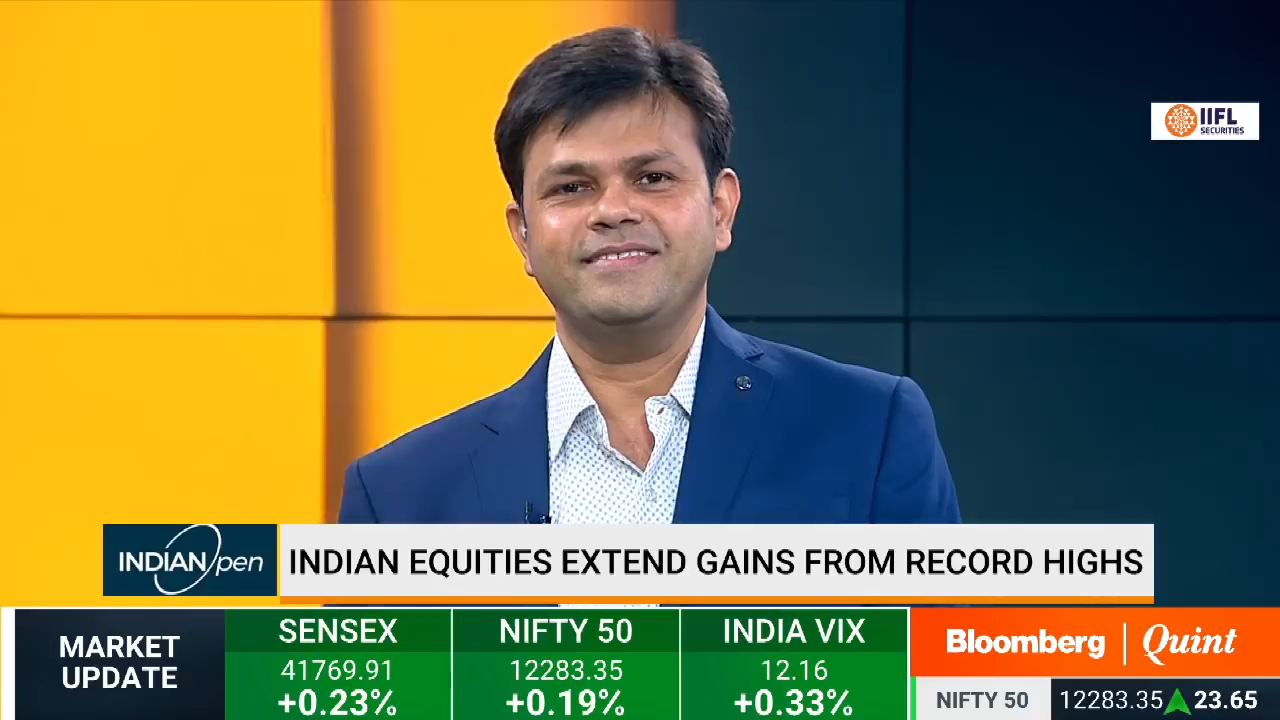 IIFL
SECURITIES
INDIAN Open
INDIAN EQUITIES EXTEND GAINS FROM RECORD HIGHS
MARKET
UPDATE
SENSEX
41769.91
+0.23%
NIFTY 50
12283.35
+0.19%
INDIA VIX
12.16
+0.33%
Bloomberg | Quint
NIFTY 50 12283.35 ▲ 23.65